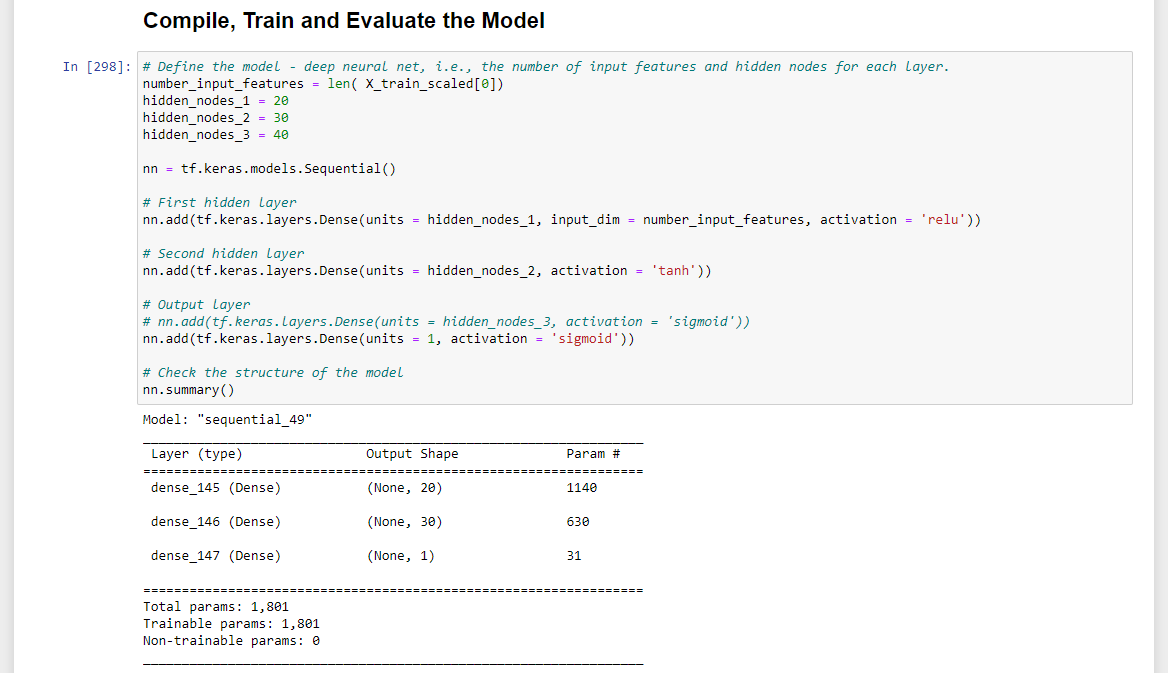 Compile, Train and Evaluate the Model
In [298]: # Define the model - deep neural net, i.e., the number of input features and hidden nodes for each layer.
number_input_features = len( X_train_scaled[0])
hidden_nodes_1 = 20
hidden_nodes_2 = 30
hidden_nodes_3 = 40
nn = tf.keras.models.Sequential()
# First hidden layer
nn.add(tf.keras.layers.Dense(units = hidden_nodes_1, input_dim = number_input_features, activation = 'relu'))
# Second hidden layer
nn.add(tf.keras.layers.Dense(units = hidden_nodes_2, activation = 'tanh'))
# Output layer
# nn.add(tf.keras.layers.Dense(units = hidden_nodes_3, activation = 'sigmoid'))
nn.add(tf.keras.layers.Dense(units = 1, activation = 'sigmoid'))
# Check the structure of the model
nn.summary()
Model: "sequential_49"
Layer (type) Output Shape Param #
dense_145 (Dense) (None, 20) 1140
dense_146 (Dense) (None, 30) 630
dense_147 (Dense) (None, 1) 31
Total params: 1,801
Trainable params: 1,801
Non-trainable params: 0